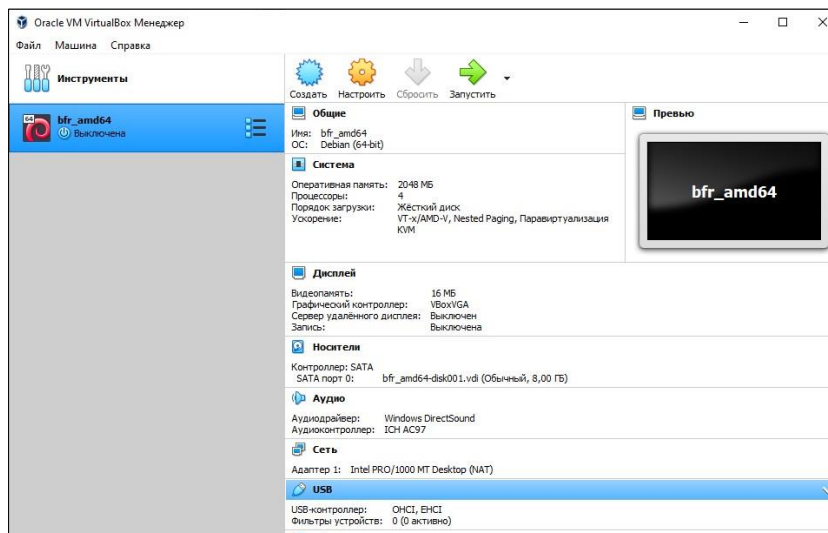 Oracle VM VirtualBox Менеджер
Файл Машина Справка
Инструменты
Создать Настроить Сбросить Запустить
64 bfr_amd64
Выключена
Общие
Имя: bfr_amd64
ОС: Debian (64-bit)
Превью
bfr_amd64
Система
Оперативная память: 2048 МБ
Процессоры: 4
Порядок загрузки: Жёсткий диск
Ускорение: VT-x/AMD-V, Nested Paging, Паравиртуализация
KVM
Дисплей
Видеопамять: 16 МБ
Графический контроллер: VBoxVGA
Сервер удалённого дисплея: Выключен
Запись: Выключена
Носители
Контроллер: SATA
SATA порт 0: bfr_amd64-disk001.vdi (Обычный, 8,00 ГБ)
Аудио
Аудиодрайвер: Windows DirectSound
Аудиоконтроллер: ICH AC97
Сеть
Адаптер 1: Intel PRO/1000 MT Desktop (NAT)
USB
USB-контроллер: OHCI, EHCI
Фильтры устройств: 0 (0 активно)